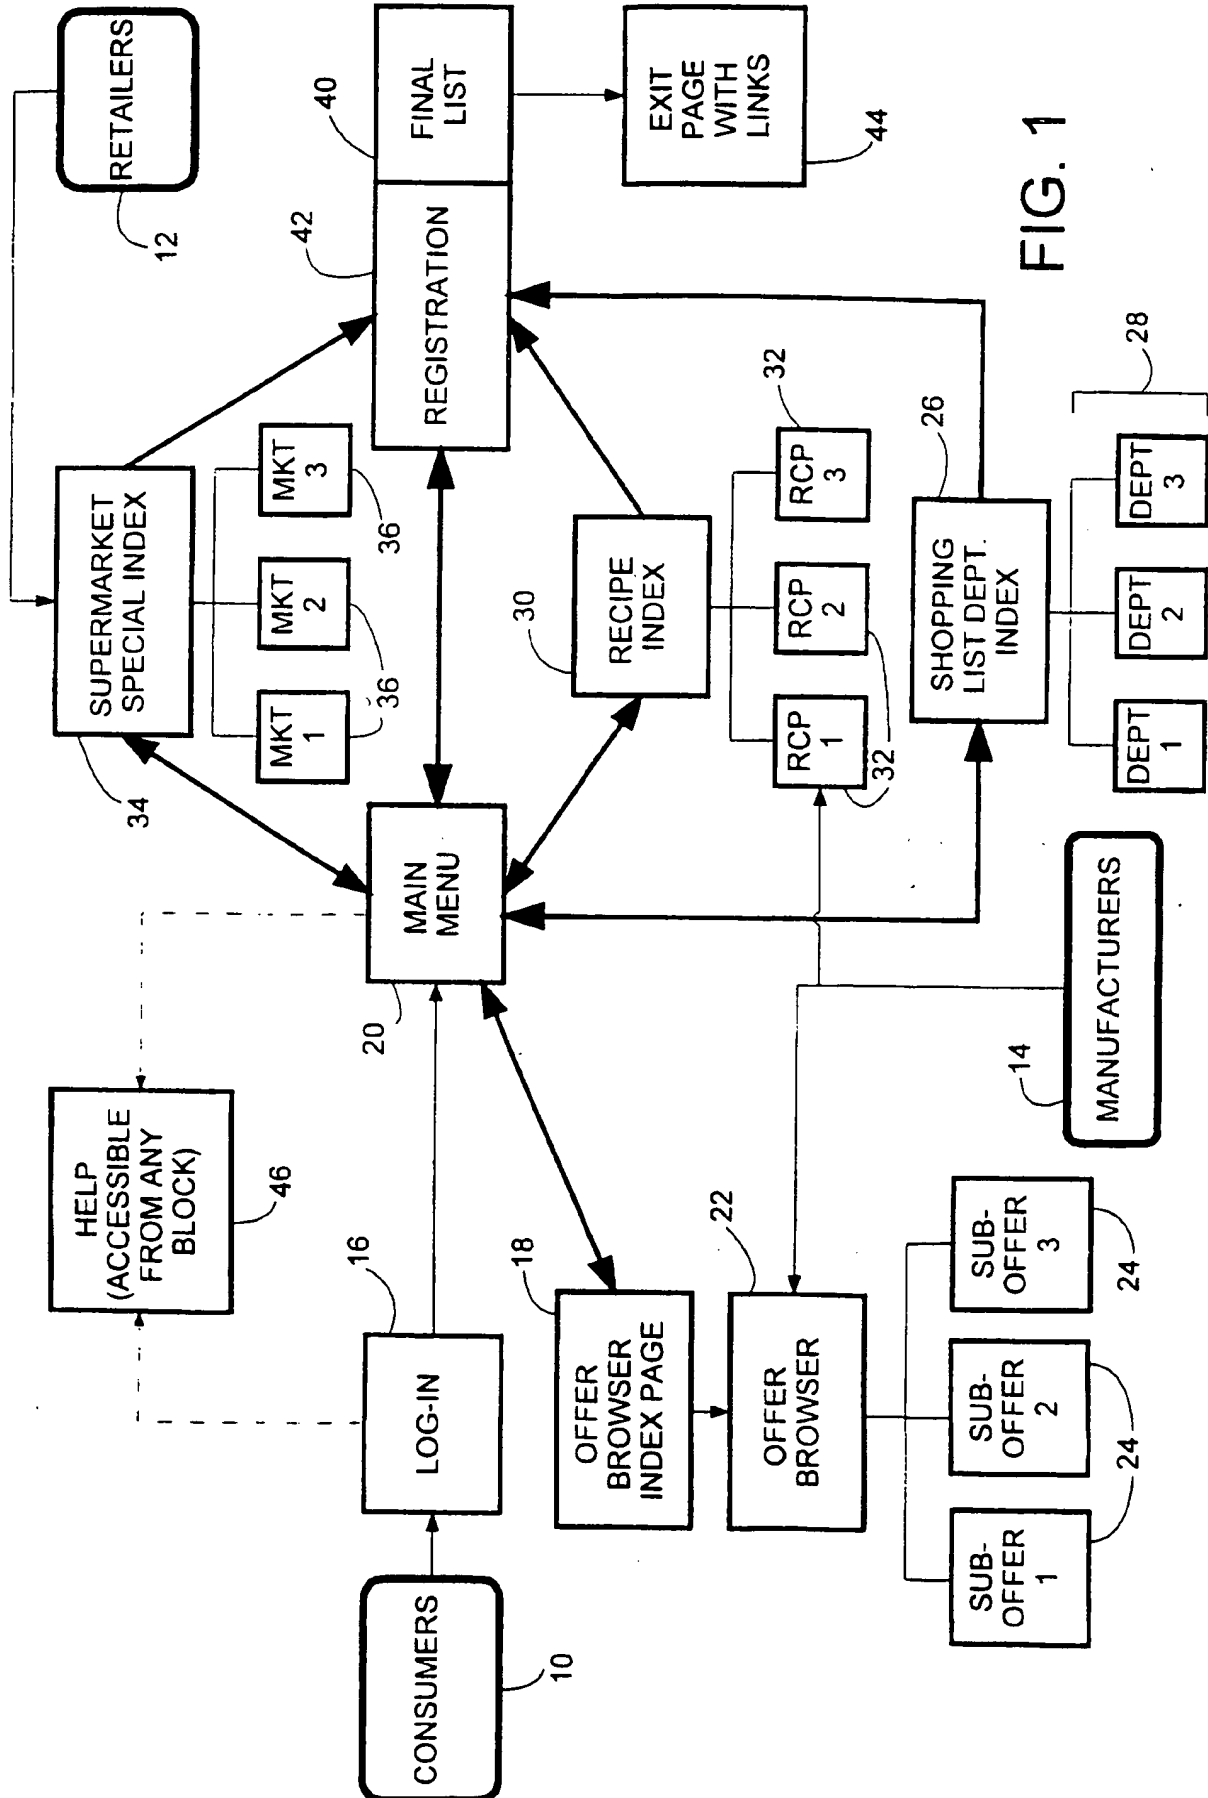 RETAILERS
12
SUPERMARKET
SPECIAL INDEX
34
MKT
1
MKT
2
MKT
3
36
36
HELP
(ACCESSIBLE
FROM ANY
BLOCK)
46
CONSUMERS
10
LOG-IN
16
MAIN
MENU
20
REGISTRATION
42
FINAL
LIST
40
EXIT
PAGE
WITH
LINKS
44
OFFER
BROWSER
INDEX PAGE
18
RECIPE
INDEX
30
OFFER
BROWSER
22
RCP
1
RCP
2
RCP
3
32
32
SUB-
OFFER
1
SUB-
OFFER
2
SUB-
OFFER
3
24
24
SHOPPING
LIST DEPT.
INDEX
26
MANUFACTURERS
14
DEPT
1
DEPT
2
DEPT
3
28
FIG. 1